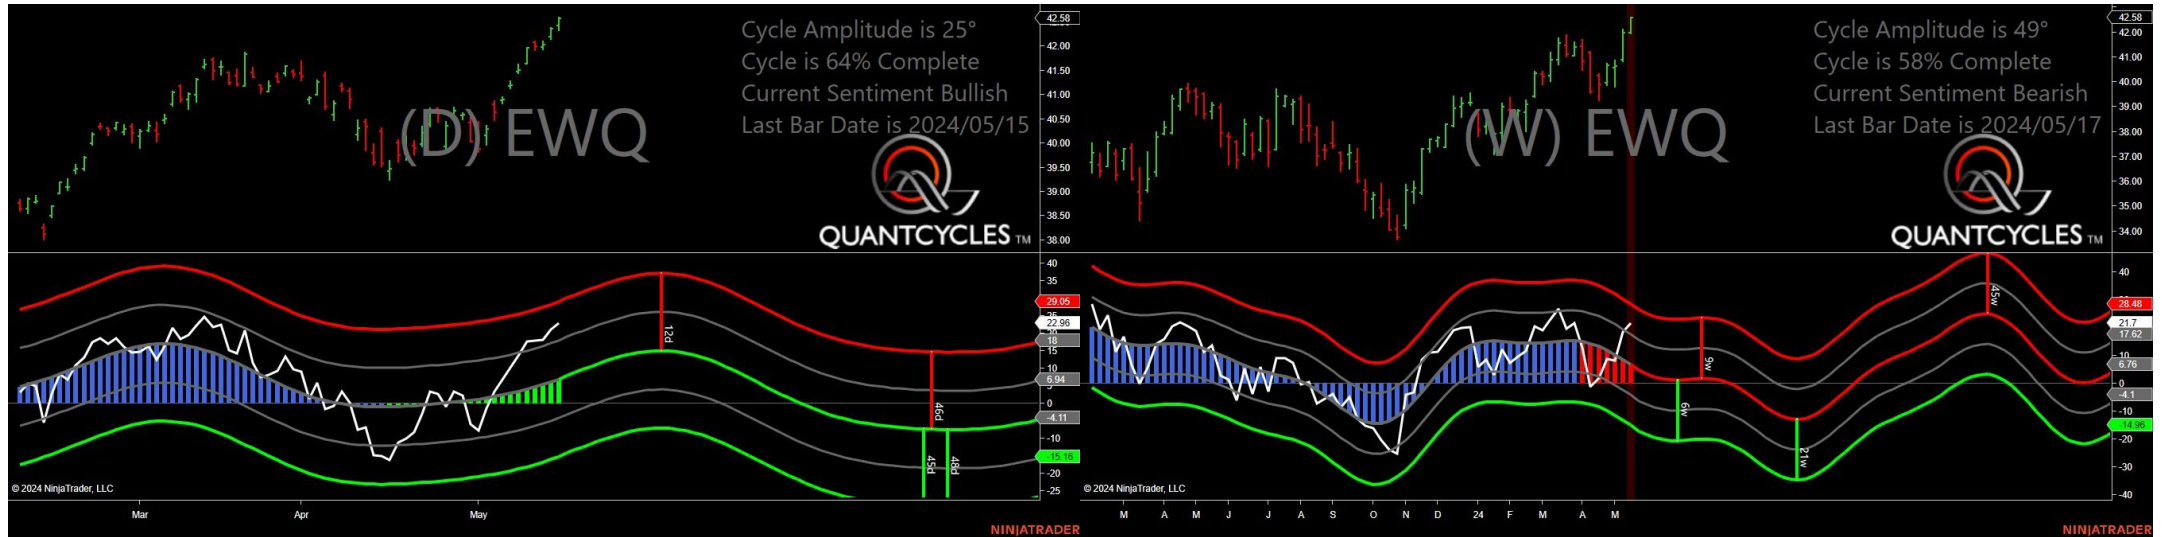 Cycle Amplitude is 25°
Cycle is 64% Complete
Current Sentiment Bullish
Last Bar Date is 2024/05/15
(D) EWQ
QUANTCYCLES TM
42.58
42.00
41.50
41.00
40.50
40.00
39.50
39.00
38.50
38.00
40
35
29.05
22.96
18
15
10
6.94
0
-4.11
-10
-15.16
-20
-25
12d
46d
45d
48d
© 2024 NinjaTrader, LLC
Mar
Apr
May
NINJATRADER
Cycle Amplitude is 49°
Cycle is 58% Complete
Current Sentiment Bearish
Last Bar Date is 2024/05/17
(W) EWQ
QUANTCYCLES TM
42.58
42.00
41.00
40.00
39.00
38.00
37.00
36.00
35.00
34.00
40
28.48
21.7
17.62
10
6.76
0
-4.1
-10
-14.96
-20
-30
-40
9w
6w
21w
45w
© 2024 NinjaTrader, LLC
M A M J J A S O N D 24 F M A M
NINJATRADER